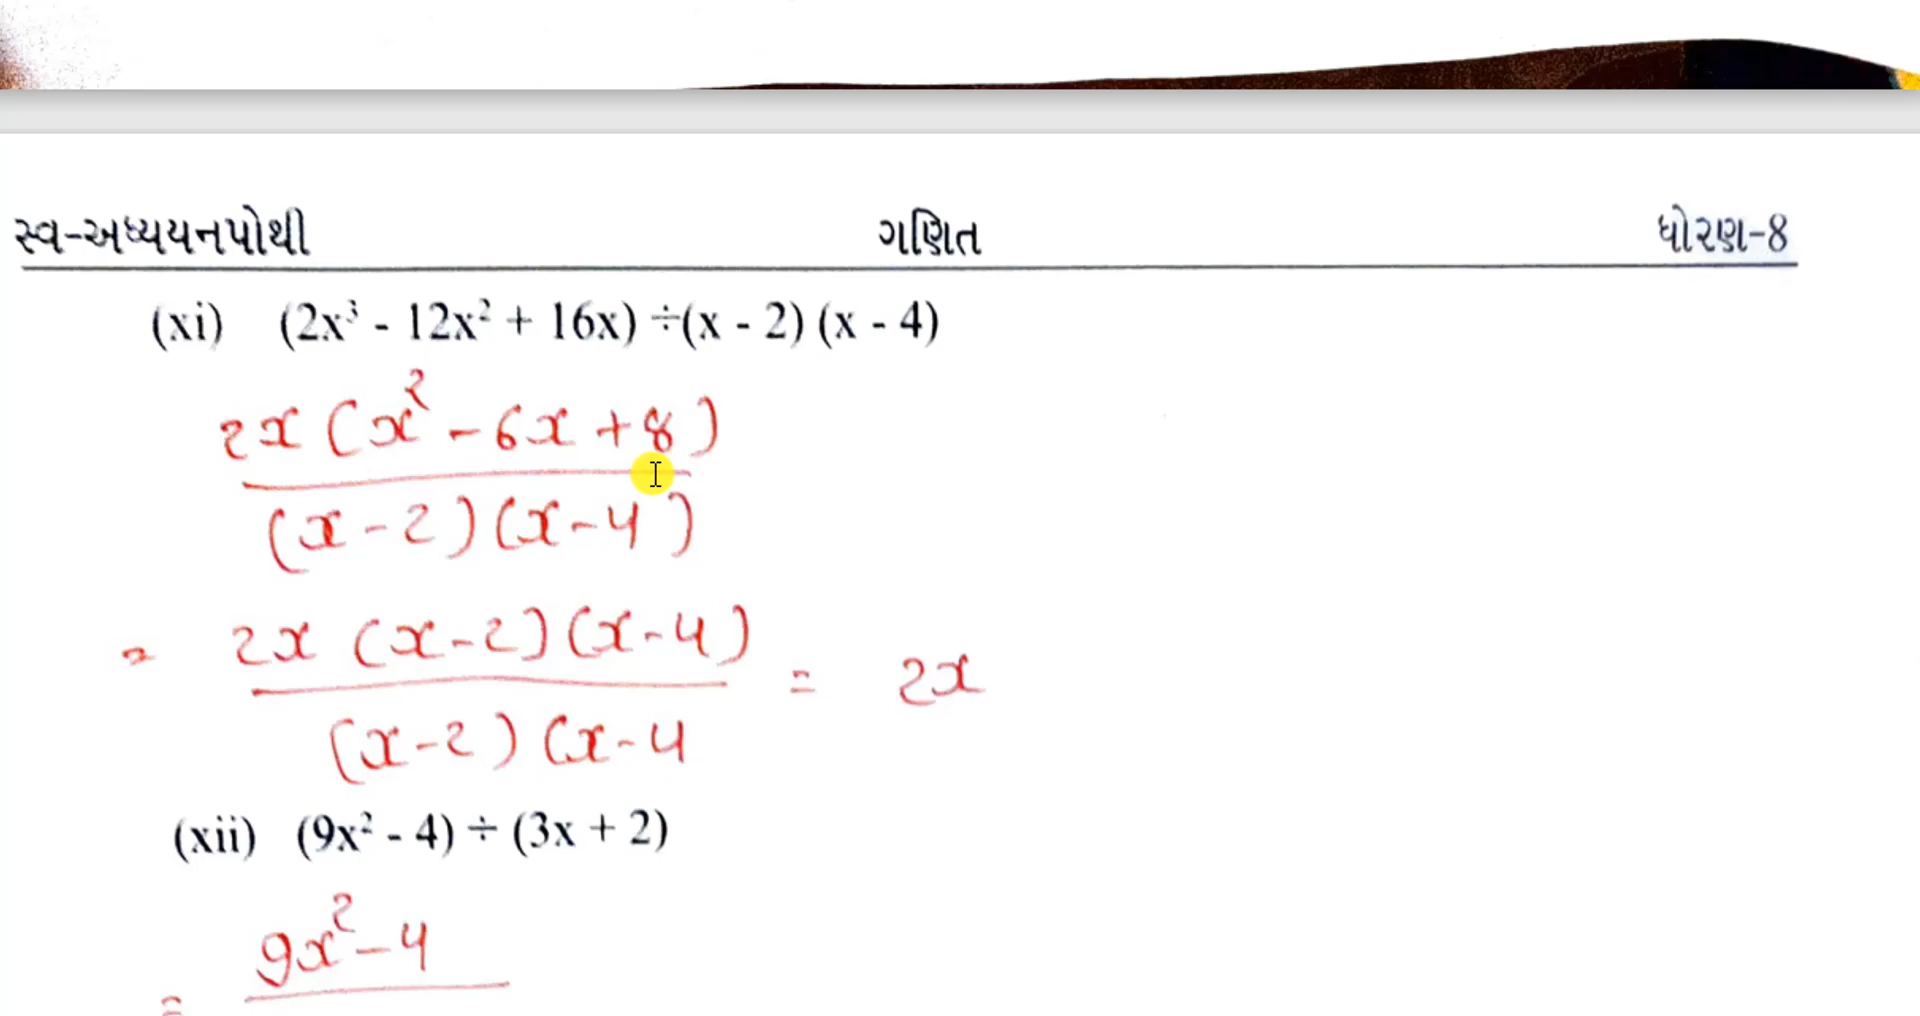 સ્વ-અધ્યયનપોથી ગણિત ધોરણ-8
(xi) (2x³ - 12x² + 16x) ÷(x - 2) (x - 4)
2x (x² - 6x + 8)
(x - 2) (x - 4)
= 2x (x - 2) (x - 4) = 2x
(x - 2) (x - 4
(xii) (9x² - 4) ÷ (3x + 2)
9x² - 4
=